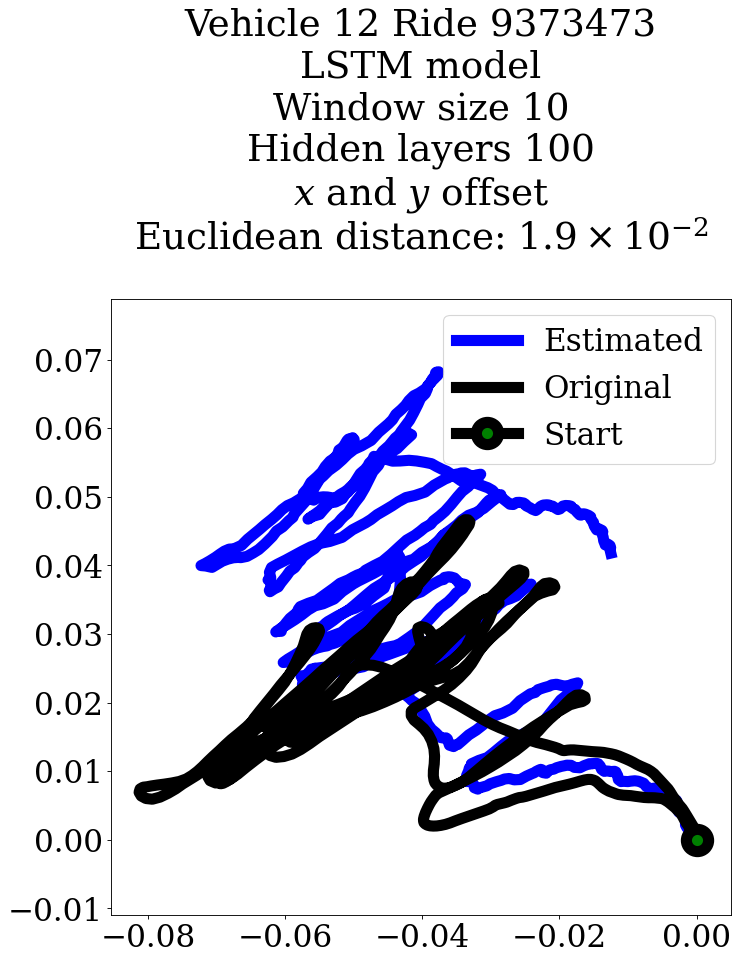 Vehicle 12 Ride 9373473
LSTM model
Window size 10
Hidden layers 100
x and y offset
Euclidean distance: 1.9 × 10⁻²
Estimated
Original
Start
0.07
0.06
0.05
0.04
0.03
0.02
0.01
0.00
−0.01
−0.08 −0.06 −0.04 −0.02 0.00